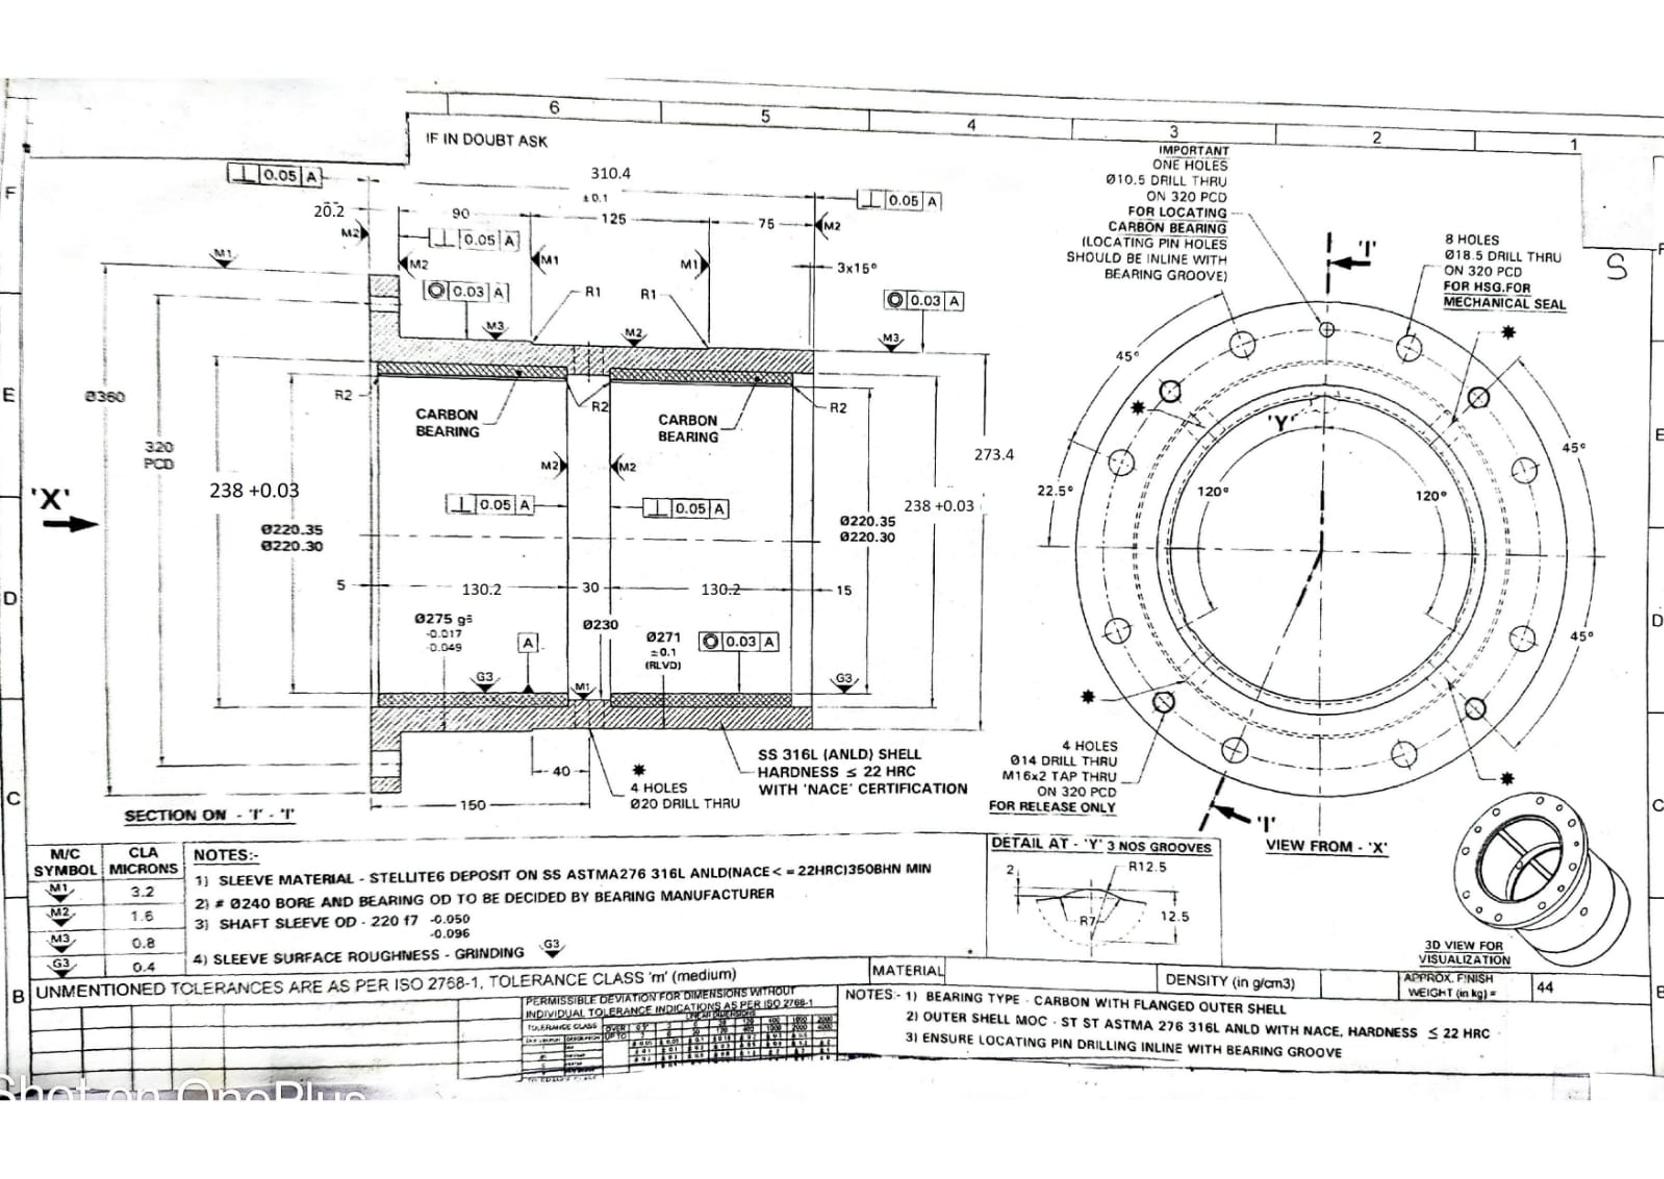 6
5
4
3
2
1
IF IN DOUBT ASK
F
E
D
C
B
E
D
C
⊥ 0.05 A
310.4
±0.1
⊥ 0.05 A
20.2
90
125
75
M2
⊥ 0.05 A
M2
M1
M2
M1
M1
3x15°
◎ 0.03 A
R1
R1
◎ 0.03 A
M3
M2
M3
R2
R2
R2
CARBON
BEARING
CARBON
BEARING
Ø360
320
PCD
273.4
M2
M2
238 +0.03
238 +0.03
⊥ 0.05 A
⊥ 0.05 A
'X'
Ø220.35
Ø220.30
Ø220.35
Ø220.30
5
130.2
30
130.2
15
Ø275 g6
-0.017
-0.049
A
Ø230
Ø271
±0.1
(RLVD)
◎ 0.03 A
G3
M1
G3
40
150
✸
4 HOLES
Ø20 DRILL THRU
SS 316L (ANLD) SHELL
HARDNESS ≤ 22 HRC
WITH 'NACE' CERTIFICATION
SECTION ON - 'I' - 'I'
IMPORTANT
ONE HOLES
Ø10.5 DRILL THRU
ON 320 PCD
FOR LOCATING
CARBON BEARING
(LOCATING PIN HOLES
SHOULD BE INLINE WITH
BEARING GROOVE)
'I'
8 HOLES
Ø18.5 DRILL THRU
ON 320 PCD
FOR HSG.FOR
MECHANICAL SEAL
S
45°
45°
'Y'
45°
22.5°
120°
120°
4 HOLES
Ø14 DRILL THRU
M16x2 TAP THRU
ON 320 PCD
FOR RELEASE ONLY
'I'
VIEW FROM - 'X'
DETAIL AT - 'Y' 3 NOS GROOVES
2
R12.5
R7
12.5
3D VIEW FOR
VISUALIZATION
M/C
SYMBOL
CLA
MICRONS
M1 3.2
M2 1.6
M3 0.8
G3 0.4
NOTES:-
1) SLEEVE MATERIAL - STELLITE6 DEPOSIT ON SS ASTMA276 316L ANLD(NACE < = 22HRC)350BHN MIN
2) # Ø240 BORE AND BEARING OD TO BE DECIDED BY BEARING MANUFACTURER
3) SHAFT SLEEVE OD - 220 f7 -0.050
-0.096
4) SLEEVE SURFACE ROUGHNESS - GRINDING G3
UNMENTIONED TOLERANCES ARE AS PER ISO 2768-1, TOLERANCE CLASS 'm' (medium)
MATERIAL
DENSITY (in g/cm3)
APPROX. FINISH
WEIGHT (in kg) =
44
PERMISSIBLE DEVIATION FOR DIMENSIONS WITHOUT
INDIVIDUAL TOLERANCE INDICATIONS AS PER ISO 2768-1
LINEAR DIMENSIONS
TOLERANCE CLASS
NOTES:- 1) BEARING TYPE - CARBON WITH FLANGED OUTER SHELL
2) OUTER SHELL MOC - ST ST ASTMA 276 316L ANLD WITH NACE, HARDNESS ≤ 22 HRC
3) ENSURE LOCATING PIN DRILLING INLINE WITH BEARING GROOVE
Shot on OnePlus